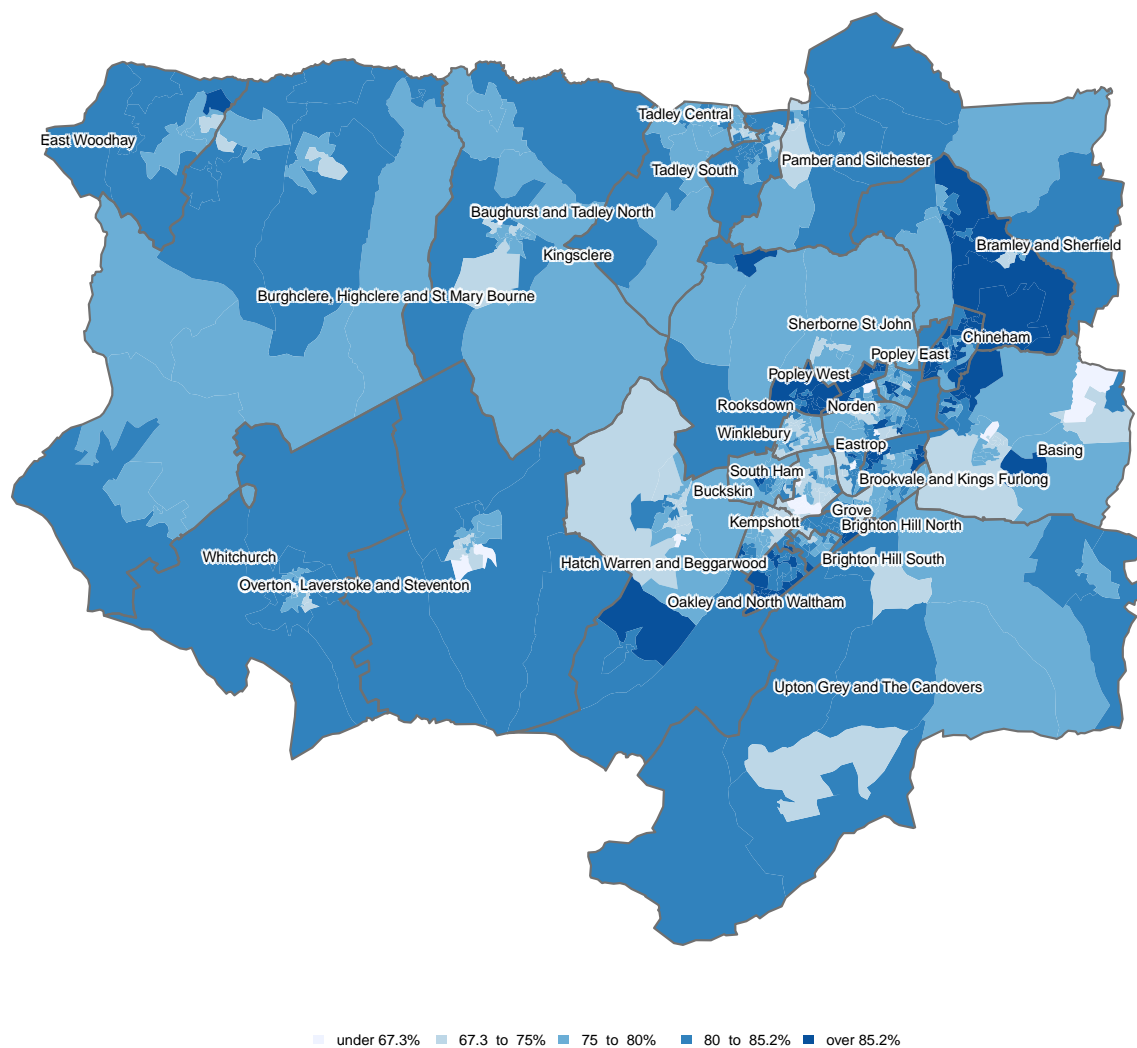 Tadley Central
East Woodhay
Pamber and Silchester
Tadley South
Baughurst and Tadley North
Bramley and Sherfield
Kingsclere
Burghclere, Highclere and St Mary Bourne
Sherborne St John
Chineham
Popley East
Popley West
Rooksdown
Norden
Winklebury
Eastrop
Basing
South Ham
Brookvale and Kings Furlong
Buckskin
Grove
Kempshott
Brighton Hill North
Whitchurch
Hatch Warren and Beggarwood
Brighton Hill South
Overton, Laverstoke and Steventon
Oakley and North Waltham
Upton Grey and The Candovers
under 67.3% 67.3 to 75% 75 to 80% 80 to 85.2% over 85.2%